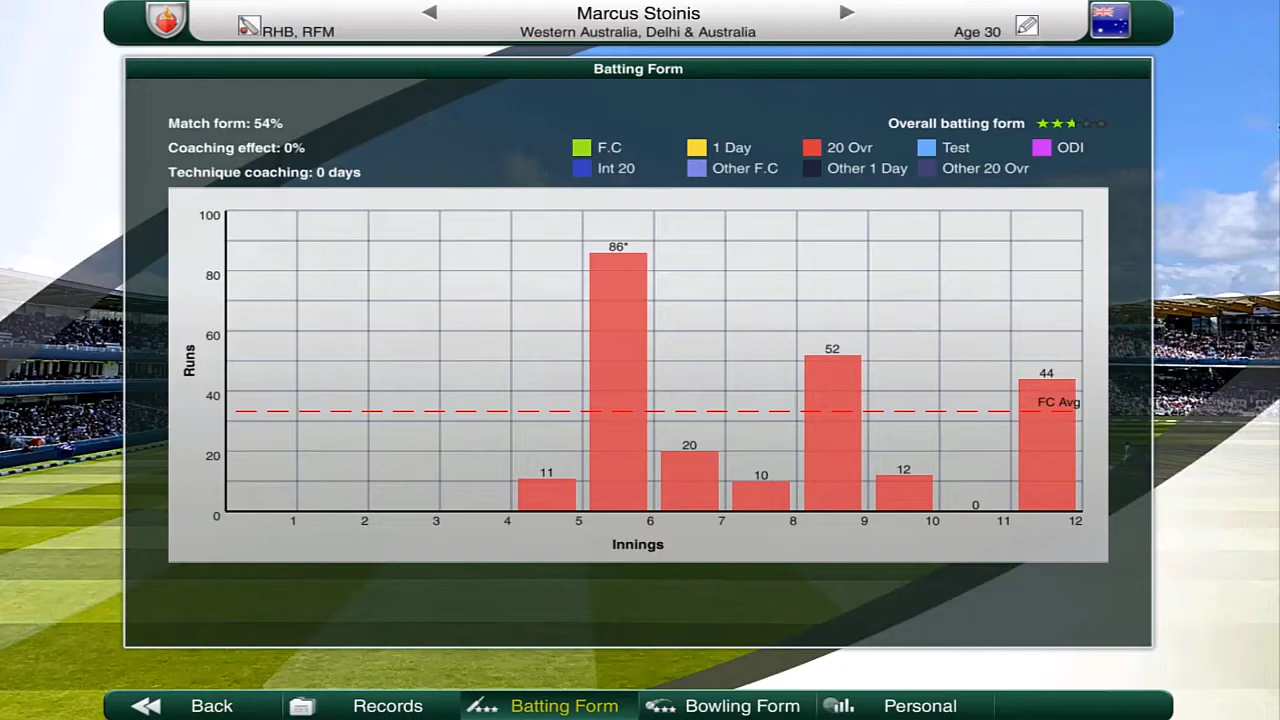 Marcus Stoinis
RHB, RFM
Western Australia, Delhi & Australia
Age 30
Batting Form
Match form: 54%
Coaching effect: 0%
Technique coaching: 0 days
Overall batting form
F.C
1 Day
20 Ovr
Test
ODI
Int 20
Other F.C
Other 1 Day
Other 20 Ovr
100
80
60
40
20
0
Runs
11
86*
20
10
52
12
0
44
FC Avg
1 2 3 4 5 6 7 8 9 10 11 12
Innings
Back
Records
Batting Form
Bowling Form
Personal